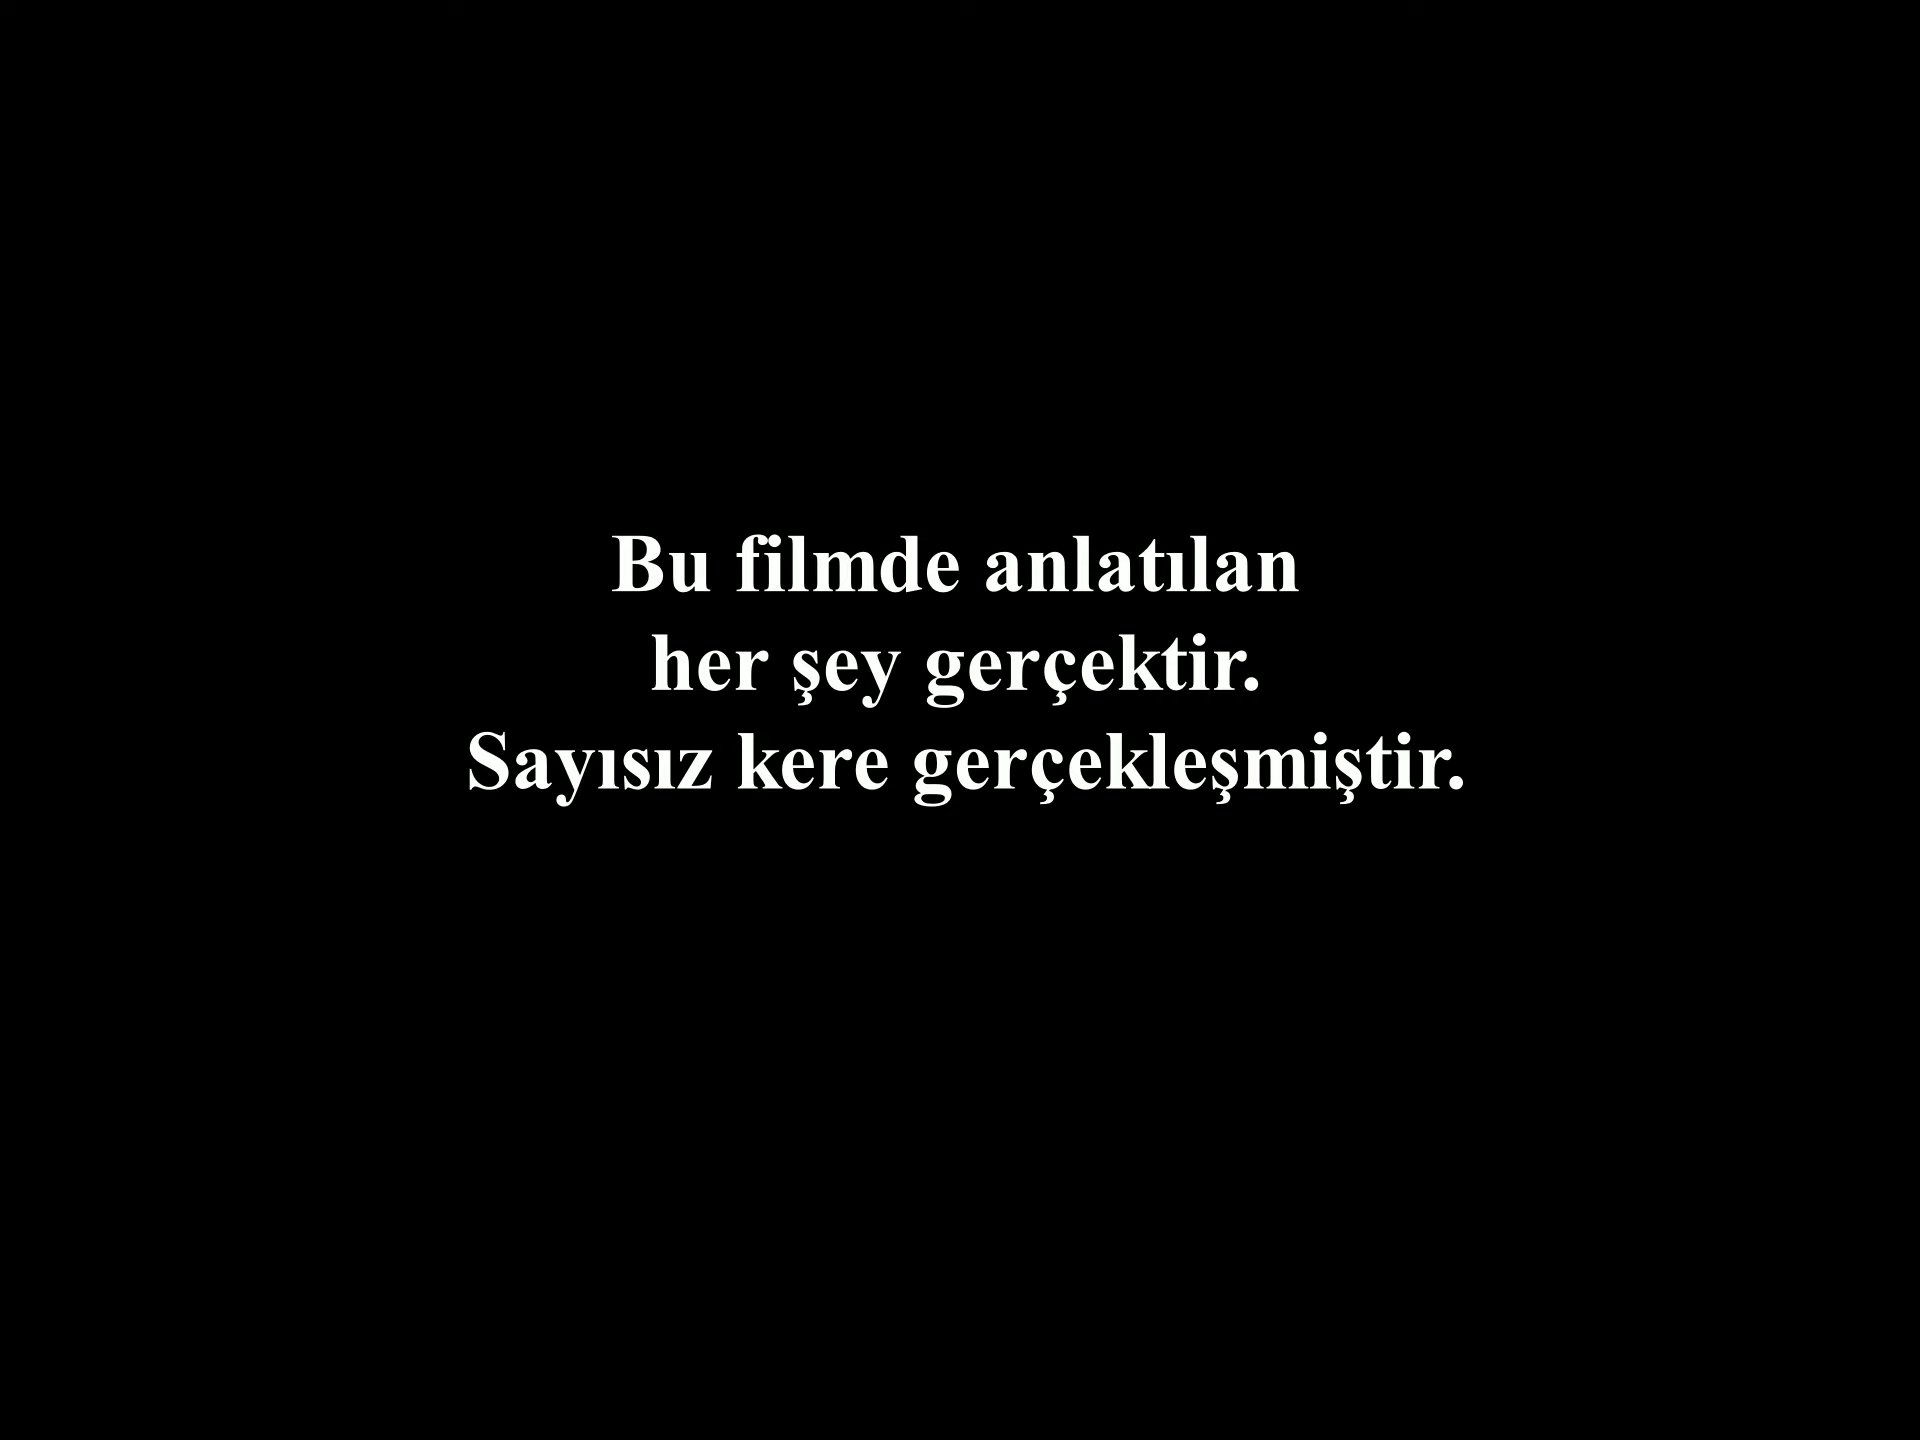 Bu filmde anlatılan
her şey gerçektir.
Sayısız kere gerçekleşmiştir.